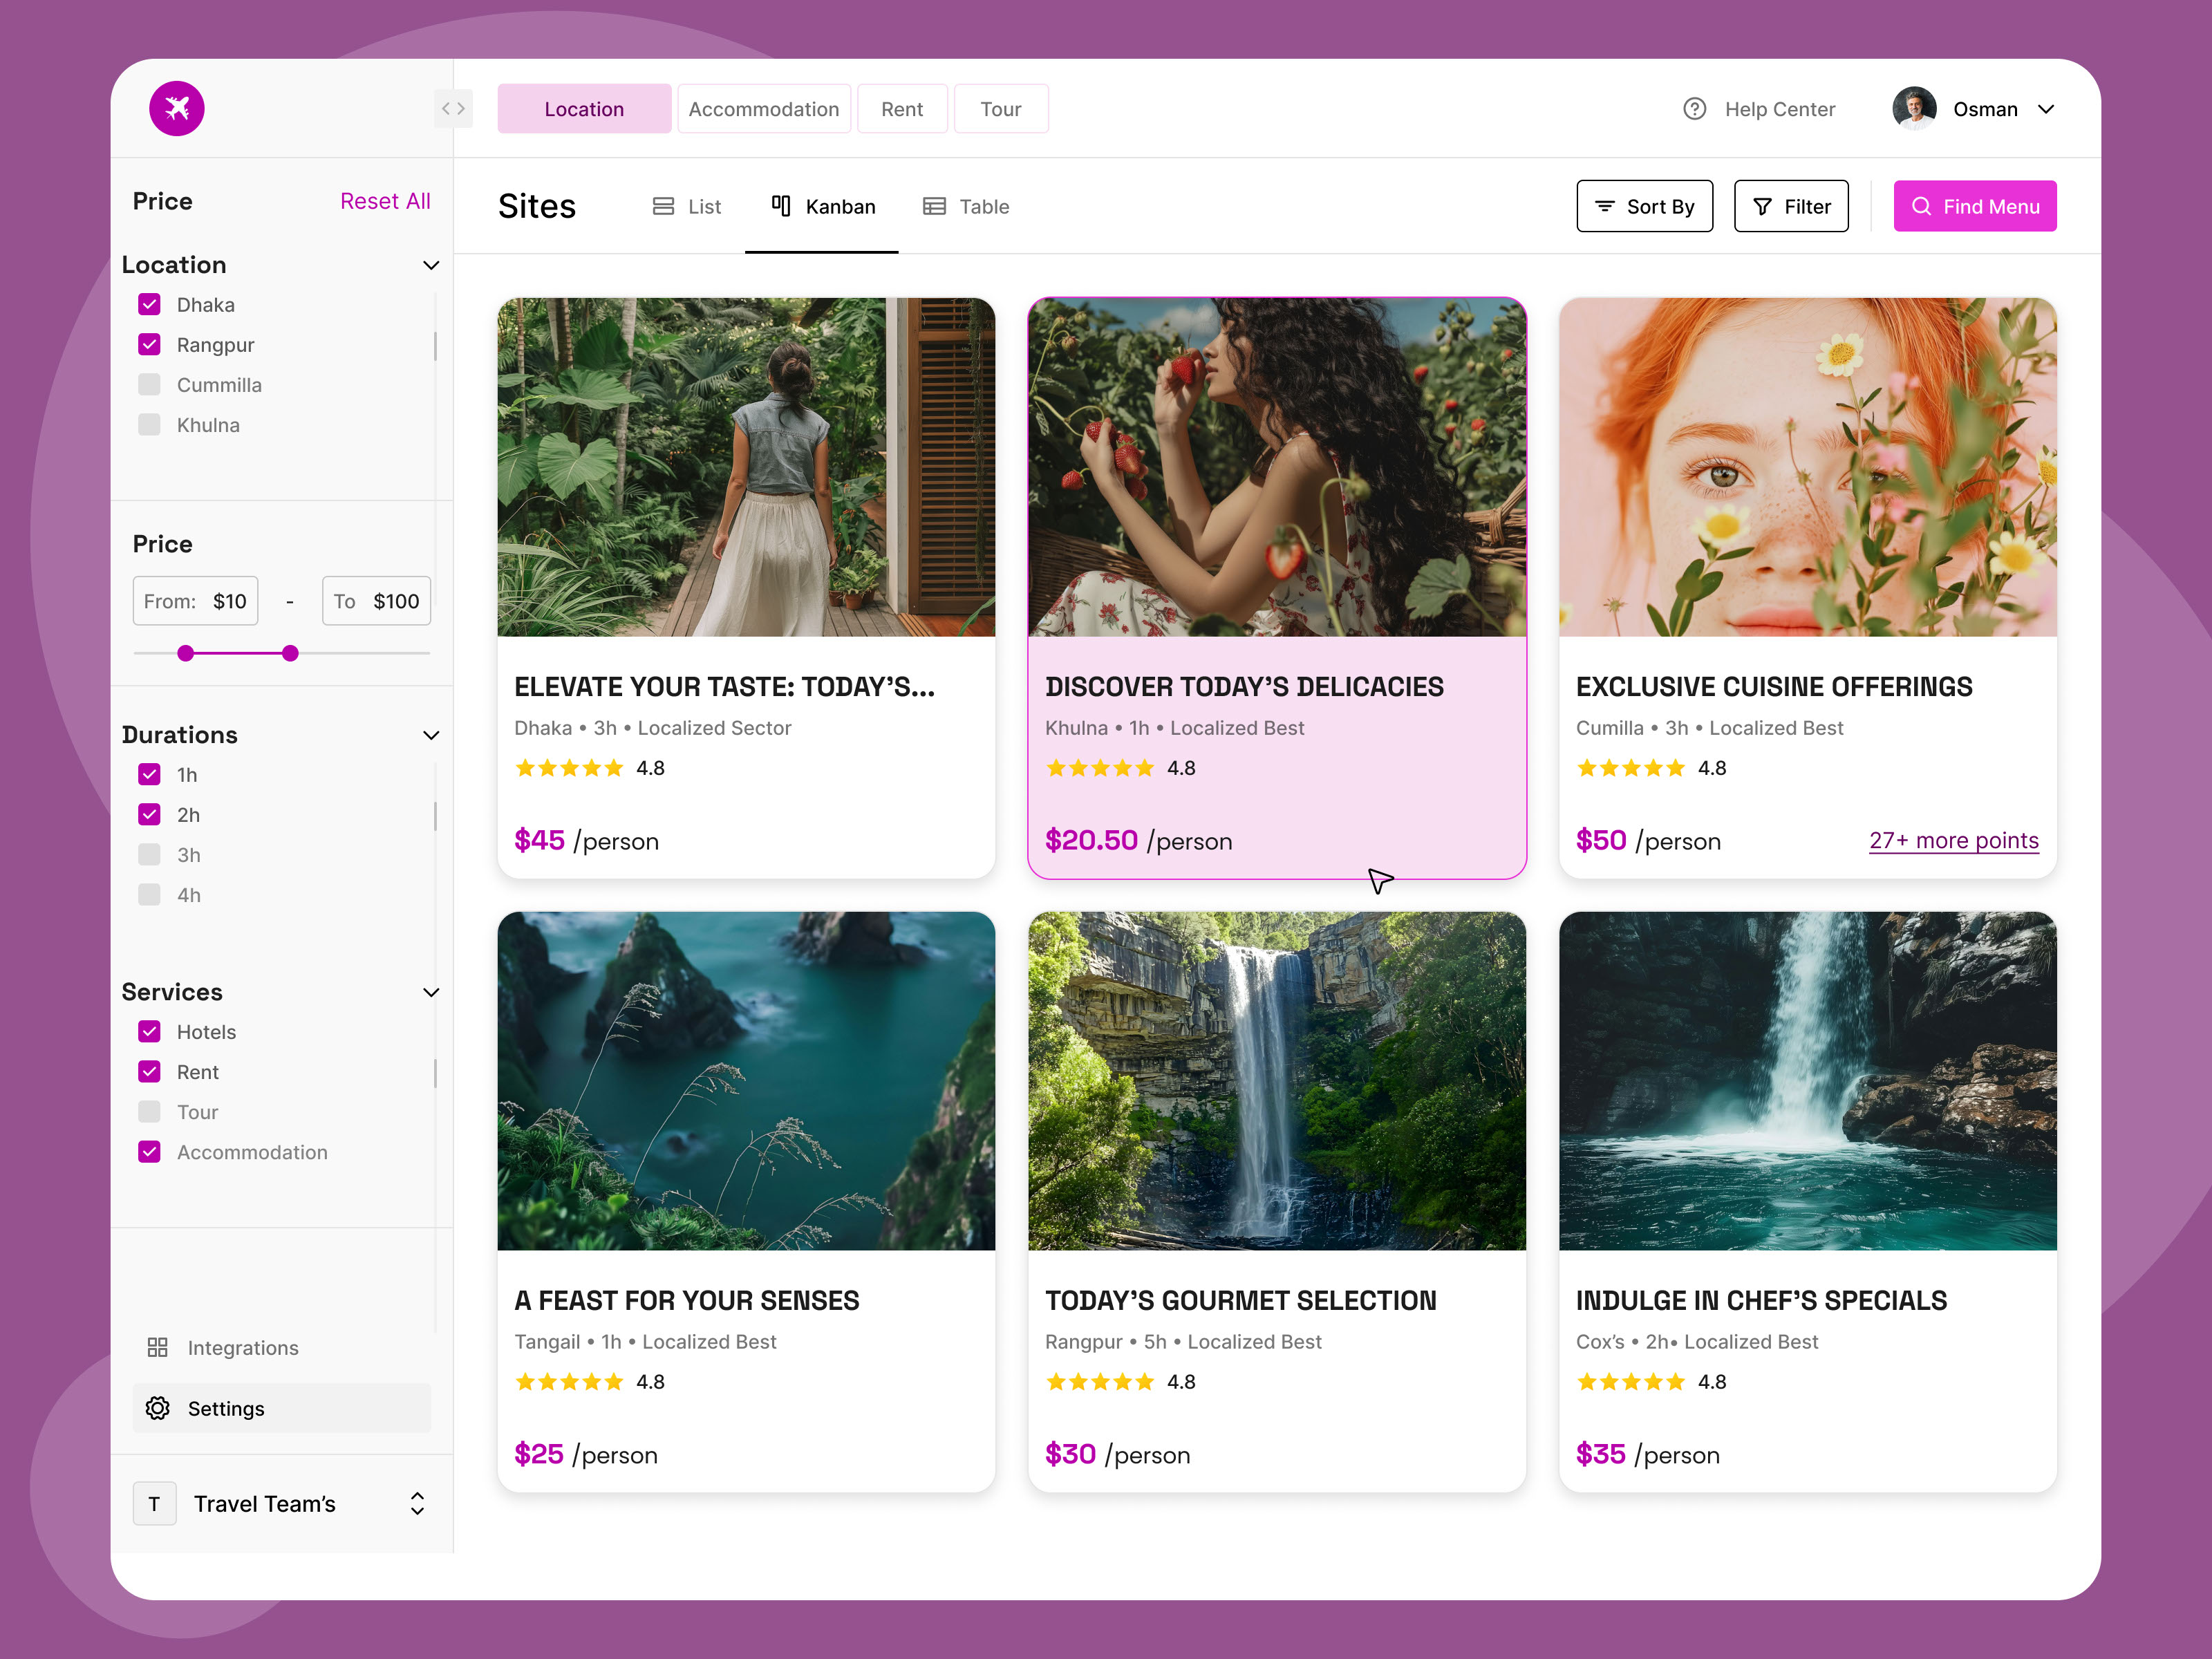 Location
Accommodation
Rent
Tour
Help Center
Osman
Price
Reset All
Location
Dhaka
Rangpur
Cummilla
Khulna
Price
From: $10 - To $100
Durations
1h
2h
3h
4h
Services
Hotels
Rent
Tour
Accommodation
Integrations
Settings
T Travel Team's
Sites
List
Kanban
Table
Sort By
Filter
Find Menu
ELEVATE YOUR TASTE: TODAY'S...
Dhaka • 3h • Localized Sector
4.8
$45 /person
DISCOVER TODAY'S DELICACIES
Khulna • 1h • Localized Best
4.8
$20.50 /person
EXCLUSIVE CUISINE OFFERINGS
Cumilla • 3h • Localized Best
4.8
$50 /person
27+ more points
A FEAST FOR YOUR SENSES
Tangail • 1h • Localized Best
4.8
$25 /person
TODAY'S GOURMET SELECTION
Rangpur • 5h • Localized Best
4.8
$30 /person
INDULGE IN CHEF'S SPECIALS
Cox's • 2h• Localized Best
4.8
$35 /person